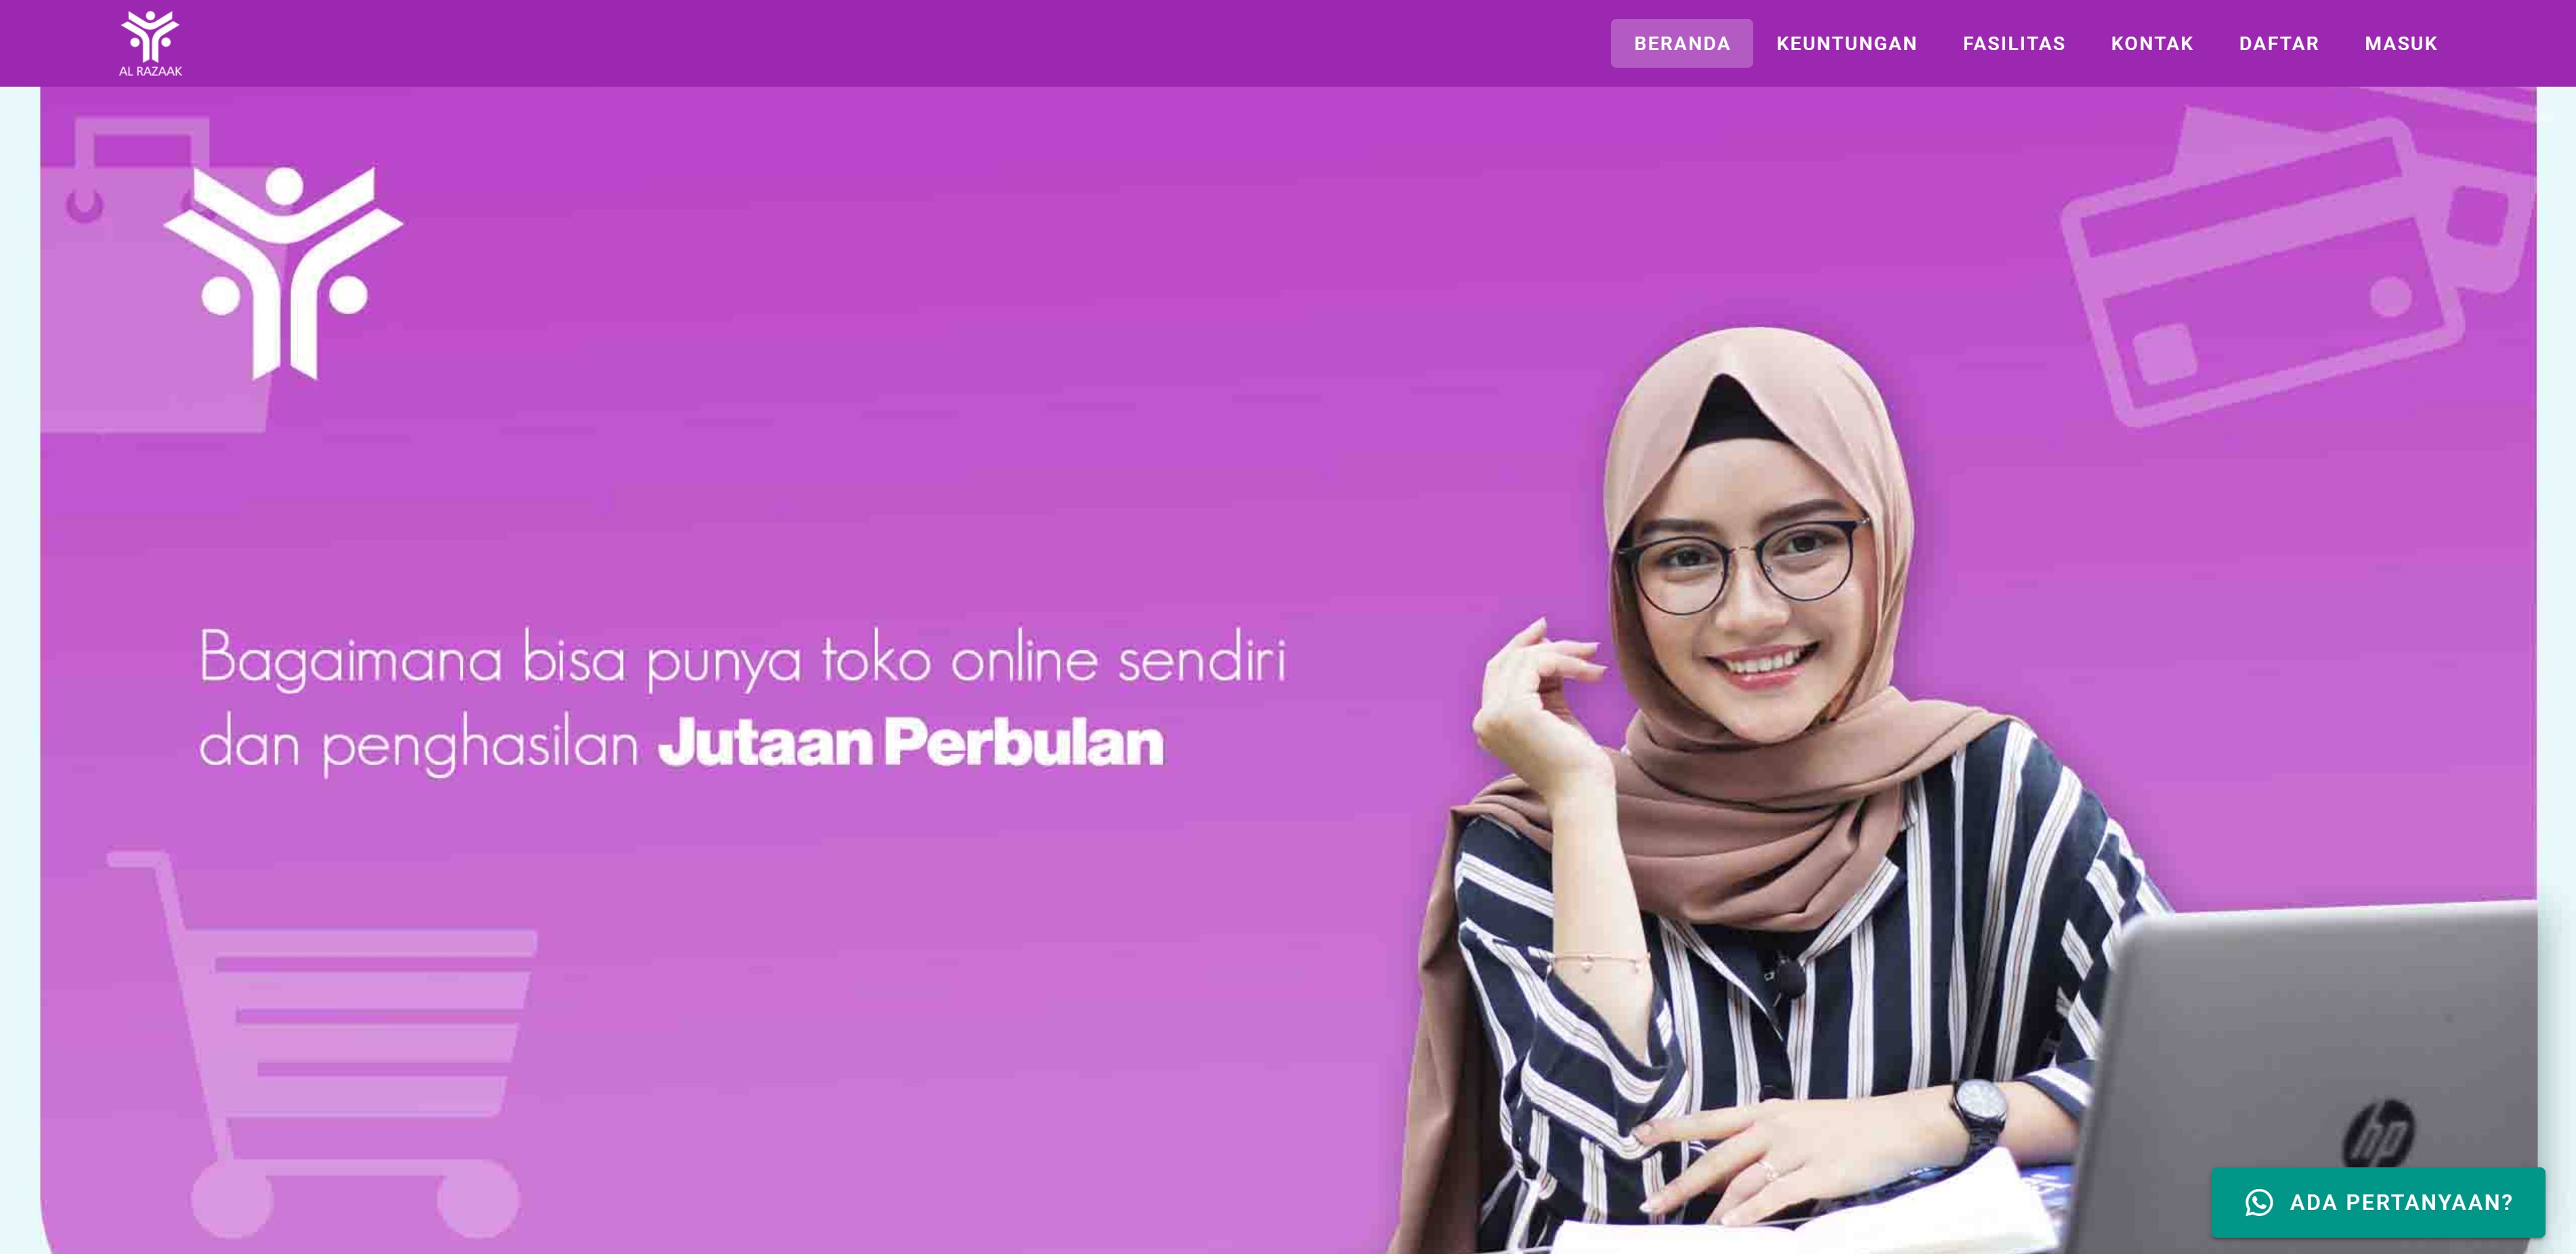 AL RAZAAK
BERANDA KEUNTUNGAN FASILITAS KONTAK DAFTAR MASUK
Bagaimana bisa punya toko online sendiri
dan penghasilan Jutaan Perbulan
hp
ADA PERTANYAAN?